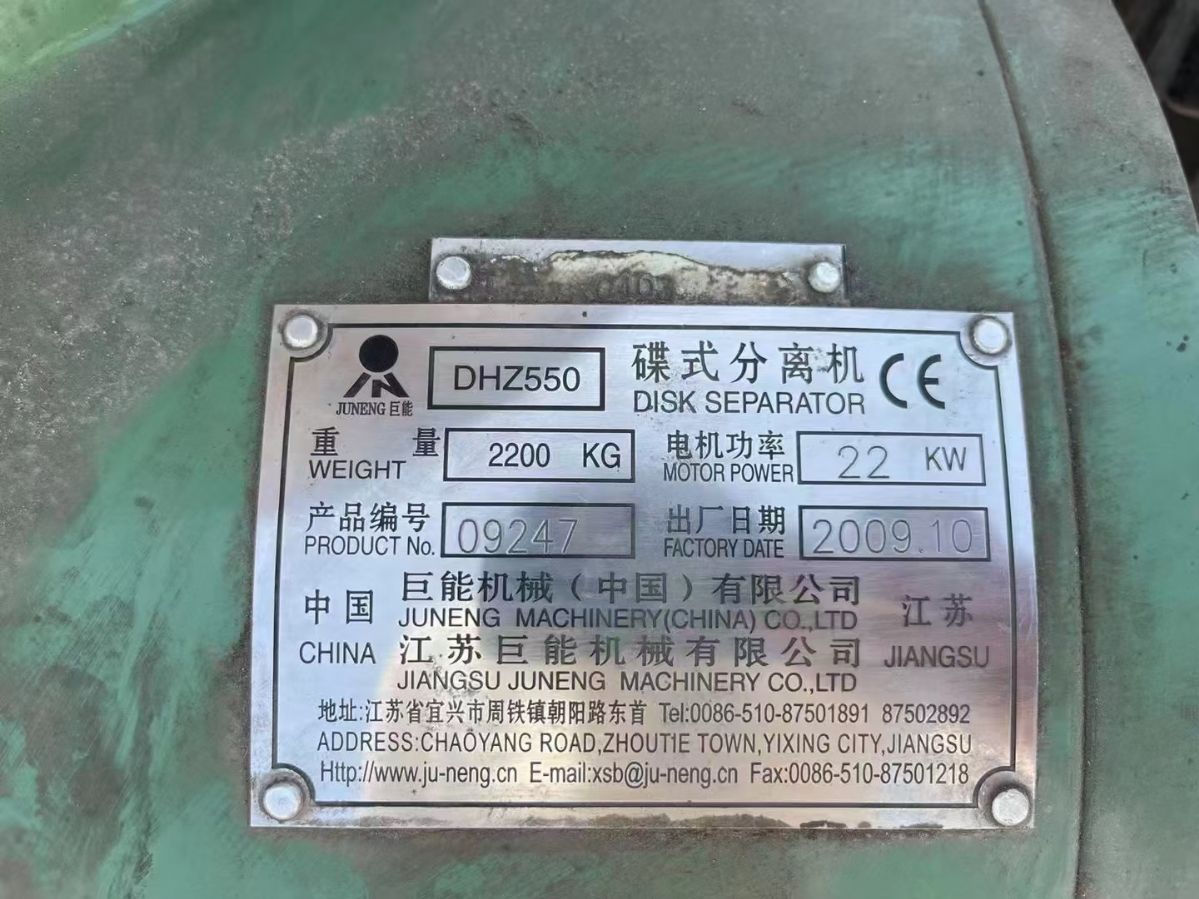 JUNENG 巨能
DHZ550
碟式分离机
DISK SEPARATOR
CE
重 量
WEIGHT
2200 KG
电机功率
MOTOR POWER
22 KW
产品编号
PRODUCT No.
09247
出厂日期
FACTORY DATE
2009.10
中国
CHINA
巨能机械（中国）有限公司
JUNENG MACHINERY(CHINA) CO.,LTD
江苏巨能机械有限公司
JIANGSU JUNENG MACHINERY CO.,LTD
江苏
JIANGSU
地址:江苏省宜兴市周铁镇朝阳路东首 Tel:0086-510-87501891 87502892
ADDRESS:CHAOYANG ROAD,ZHOUTIE TOWN,YIXING CITY,JIANGSU
Http://www.ju-neng.cn E-mail:xsb@ju-neng.cn Fax:0086-510-87501218